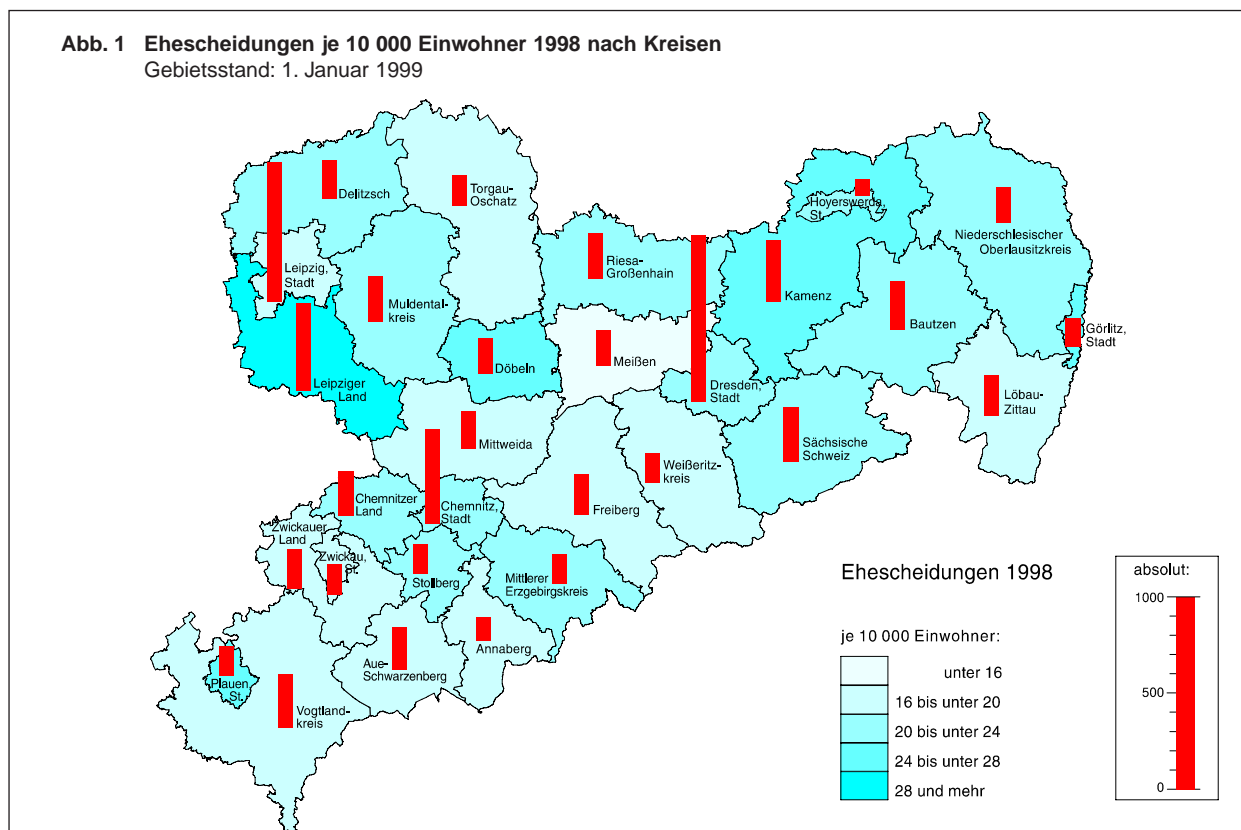 Abb. 1 Ehescheidungen je 10 000 Einwohner 1998 nach Kreisen
Gebietsstand: 1. Januar 1999
Delitzsch
Torgau-
Oschatz
Hoyerswerda,
St.
Zz.
Niederschlesischer
Oberlausitzkreis
Leipzig,
Stadt
Riesa-
Großenhain
Muldental-
kreis
Kamenz
Bautzen
Görlitz,
Stadt
Meißen
Döbeln
Leipziger
Land
Dresden,
Stadt
Löbau-
Zittau
Mittweida
Sächsische
Schweiz
Weißeritz-
kreis
Chemnitzer
Land
Chemnitz,
Stadt
Freiberg
Zwickauer
Land
Zwickau,
St.
Stollberg
Mittlerer
Erzgebirgskreis
Annaberg
Aue-
Schwarzenberg
Plauen,
St.
Vogtland-
kreis
Ehescheidungen 1998
je 10 000 Einwohner:
unter 16
16 bis unter 20
20 bis unter 24
24 bis unter 28
28 und mehr
absolut:
1000
500
0